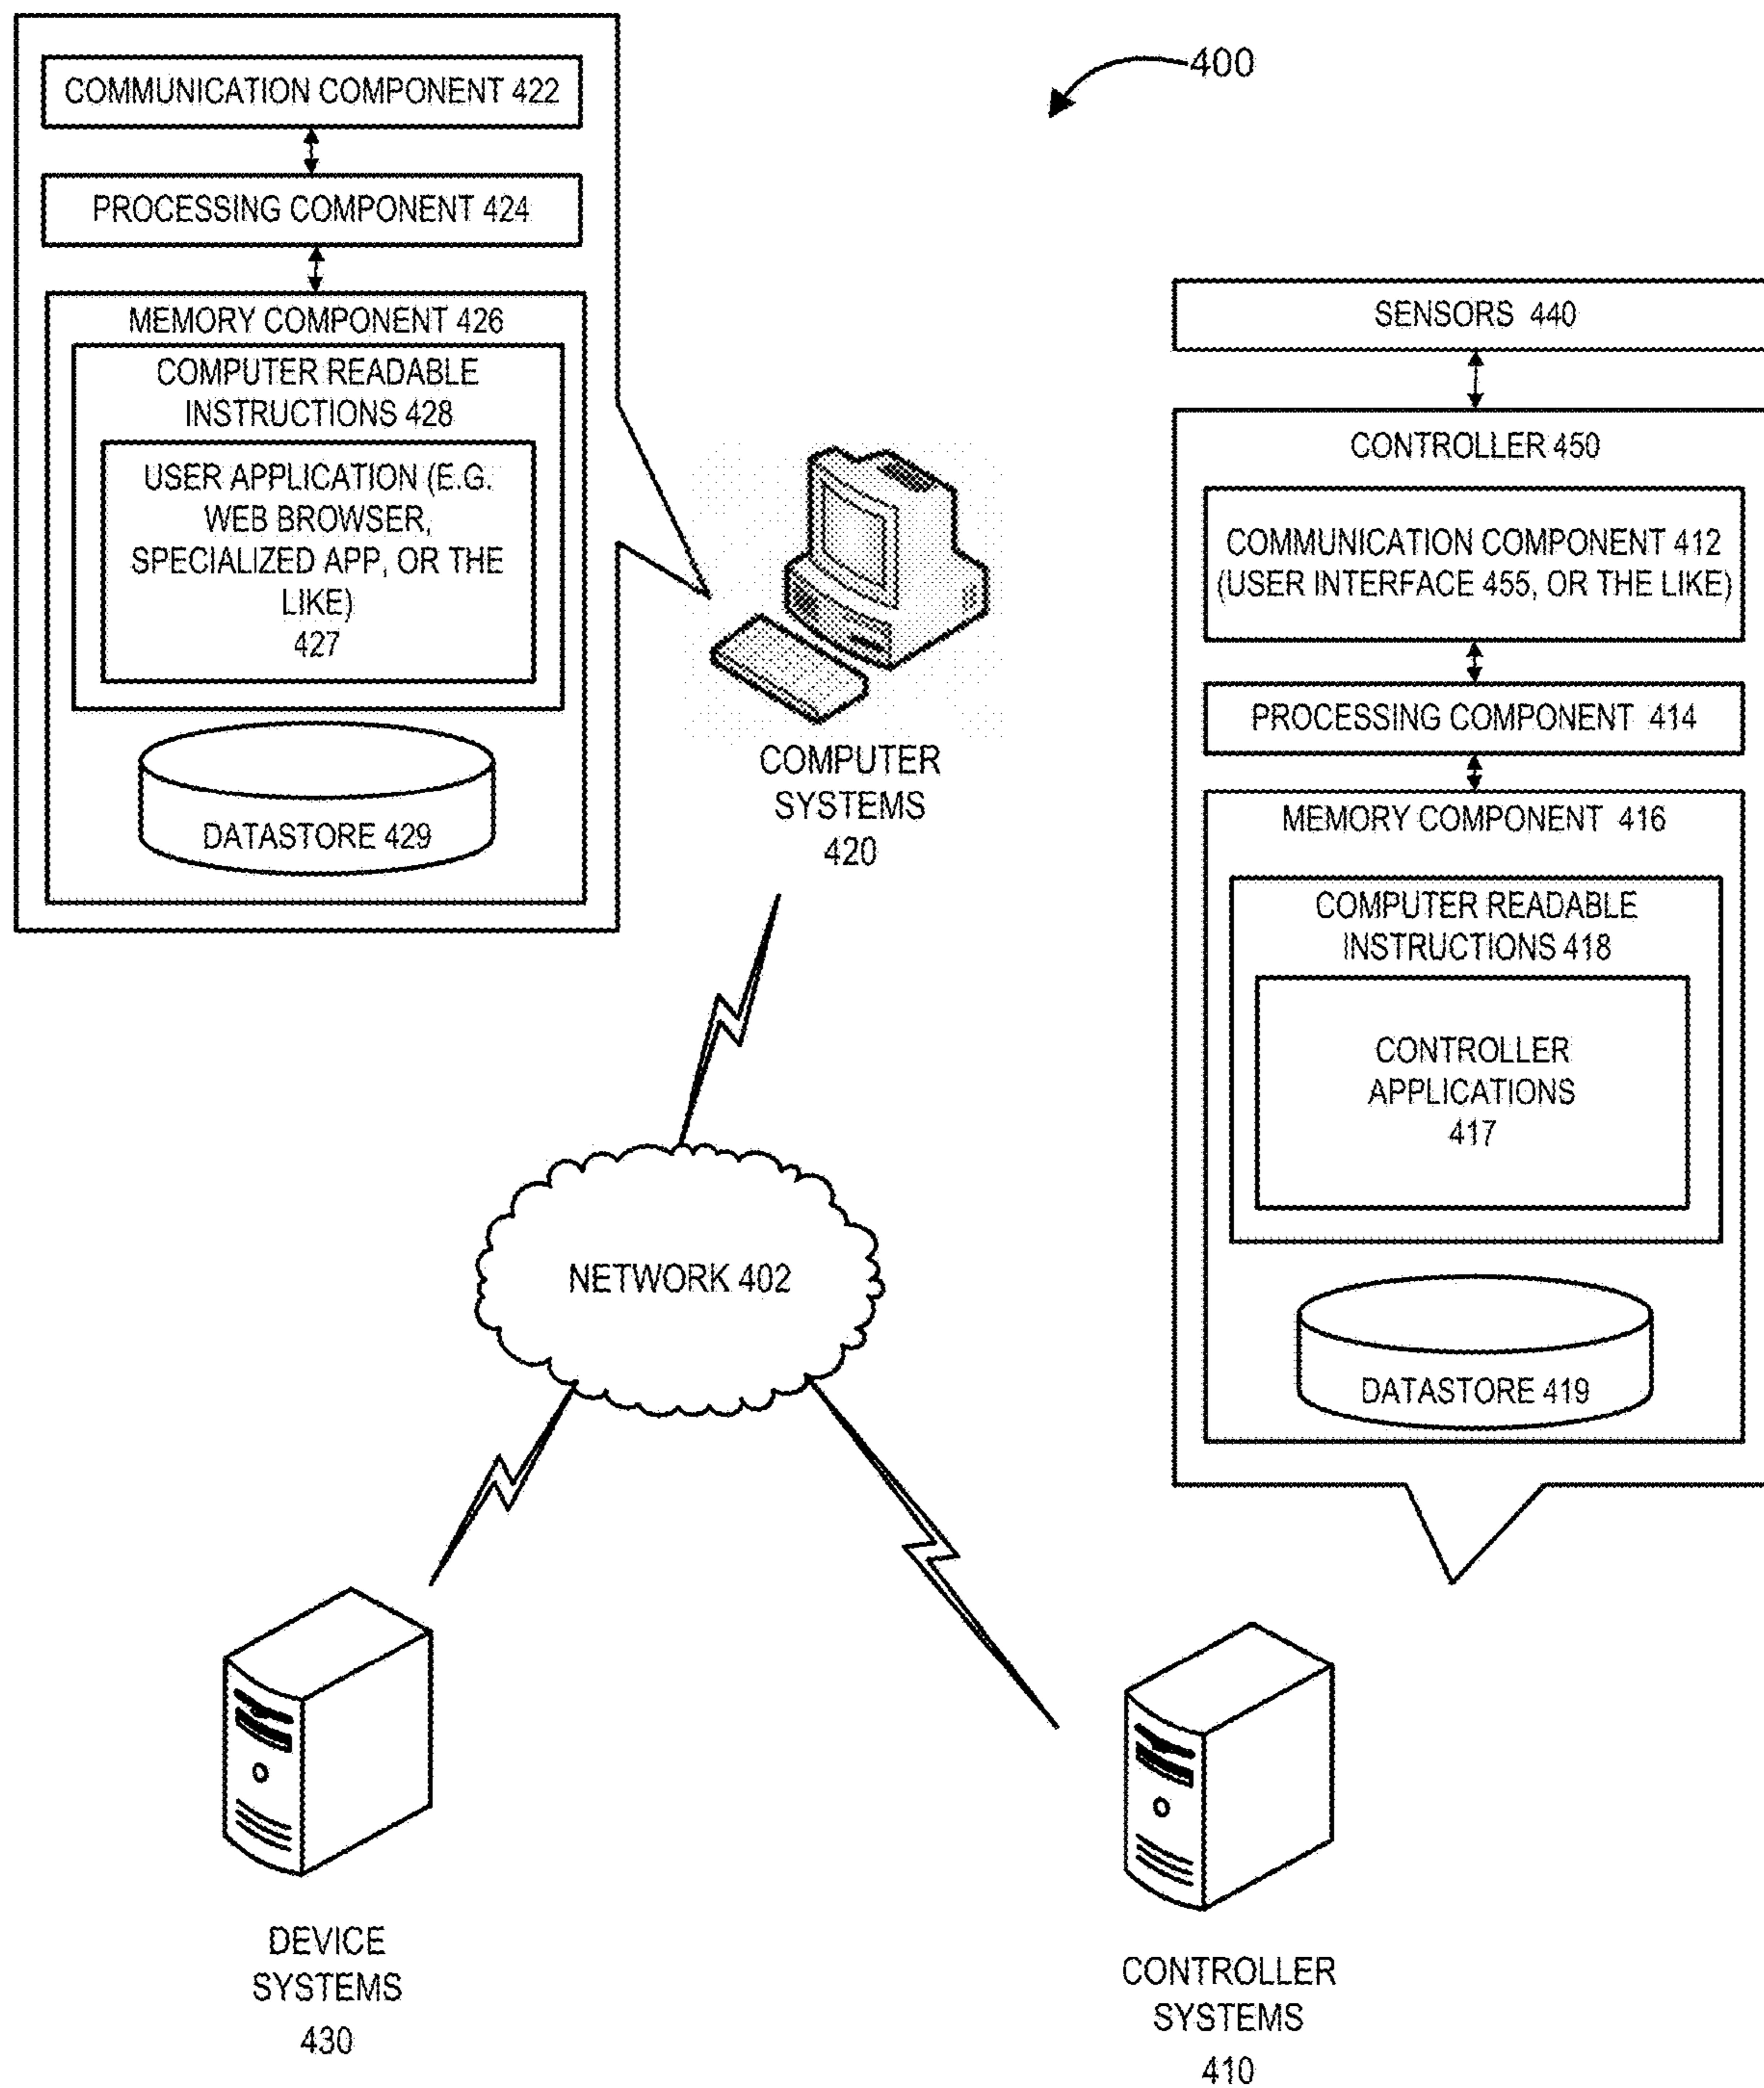 400
COMMUNICATION COMPONENT 422
PROCESSING COMPONENT 424
MEMORY COMPONENT 426
COMPUTER READABLE
INSTRUCTIONS 428
USER APPLICATION (E.G.
WEB BROWSER,
SPECIALIZED APP, OR THE
LIKE)
427
DATASTORE 429
COMPUTER
SYSTEMS
420
SENSORS 440
CONTROLLER 450
COMMUNICATION COMPONENT 412
(USER INTERFACE 455, OR THE LIKE)
PROCESSING COMPONENT 414
MEMORY COMPONENT 416
COMPUTER READABLE
INSTRUCTIONS 418
CONTROLLER
APPLICATIONS
417
DATASTORE 419
NETWORK 402
DEVICE
SYSTEMS
430
CONTROLLER
SYSTEMS
410